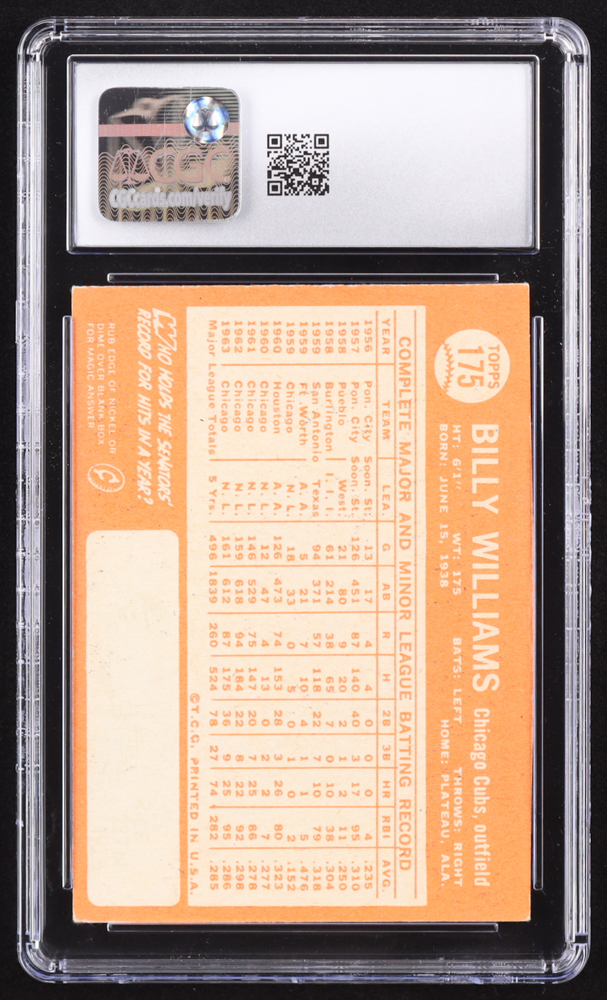 CGCcards.com/verify
TOPPS
175
BILLY WILLIAMS Chicago Cubs, outfield
HT: 6'1" WT: 175 BATS: LEFT THROWS: RIGHT
BORN: JUNE 15, 1938 HOME: PLATEAU, ALA.
COMPLETE MAJOR AND MINOR LEAGUE BATTING RECORD
YEAR TEAM LEA. G AB R H 2B 3B HR RBI AVG.
1956 Pon. City Soon. St. 13 17 4 4 0 0 0 4 .235
1957 Pon. City Soon. St. 126 451 87 140 40 3 17 95 .310
1958 Pueblo West. 21 80 9 20 2 1 2 11 .250
1958 Burlington I. I. I. 61 214 38 65 7 0 10 38 .304
1959 San Antonio Texas 94 371 57 118 22 7 10 79 .318
1959 Ft. Worth A. A. 5 21 7 10 4 1 1 5 .476
1959 Chicago N. L. 18 33 0 5 0 1 0 2 .152
1960 Houston A. A. 126 473 74 153 28 3 26 80 .323
1960 Chicago N. L. 12 47 4 13 0 2 2 7 .277
1961 Chicago N. L. 146 529 75 147 20 7 25 86 .278
1962 Chicago N. L. 159 618 94 184 22 8 22 92 .298
1963 Chicago N. L. 161 612 87 175 36 9 25 95 .286
Major League Totals 5 Yrs. 496 1839 260 524 78 27 74 282 .285
©T.C.G. PRINTED IN U.S.A.
WHO HOLDS THE SENATORS'
RECORD FOR HITS IN A YEAR?
RUB EDGE OF NICKEL OR
DIME OVER BLANK BOX
FOR MAGIC ANSWER